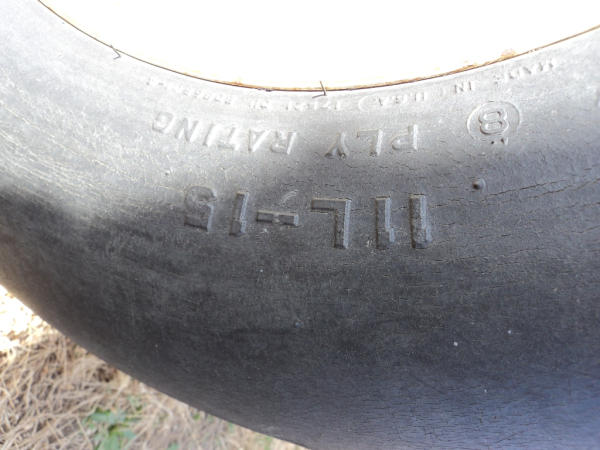 11L-15
8 PLY RATING
MADE IN U.S.A.